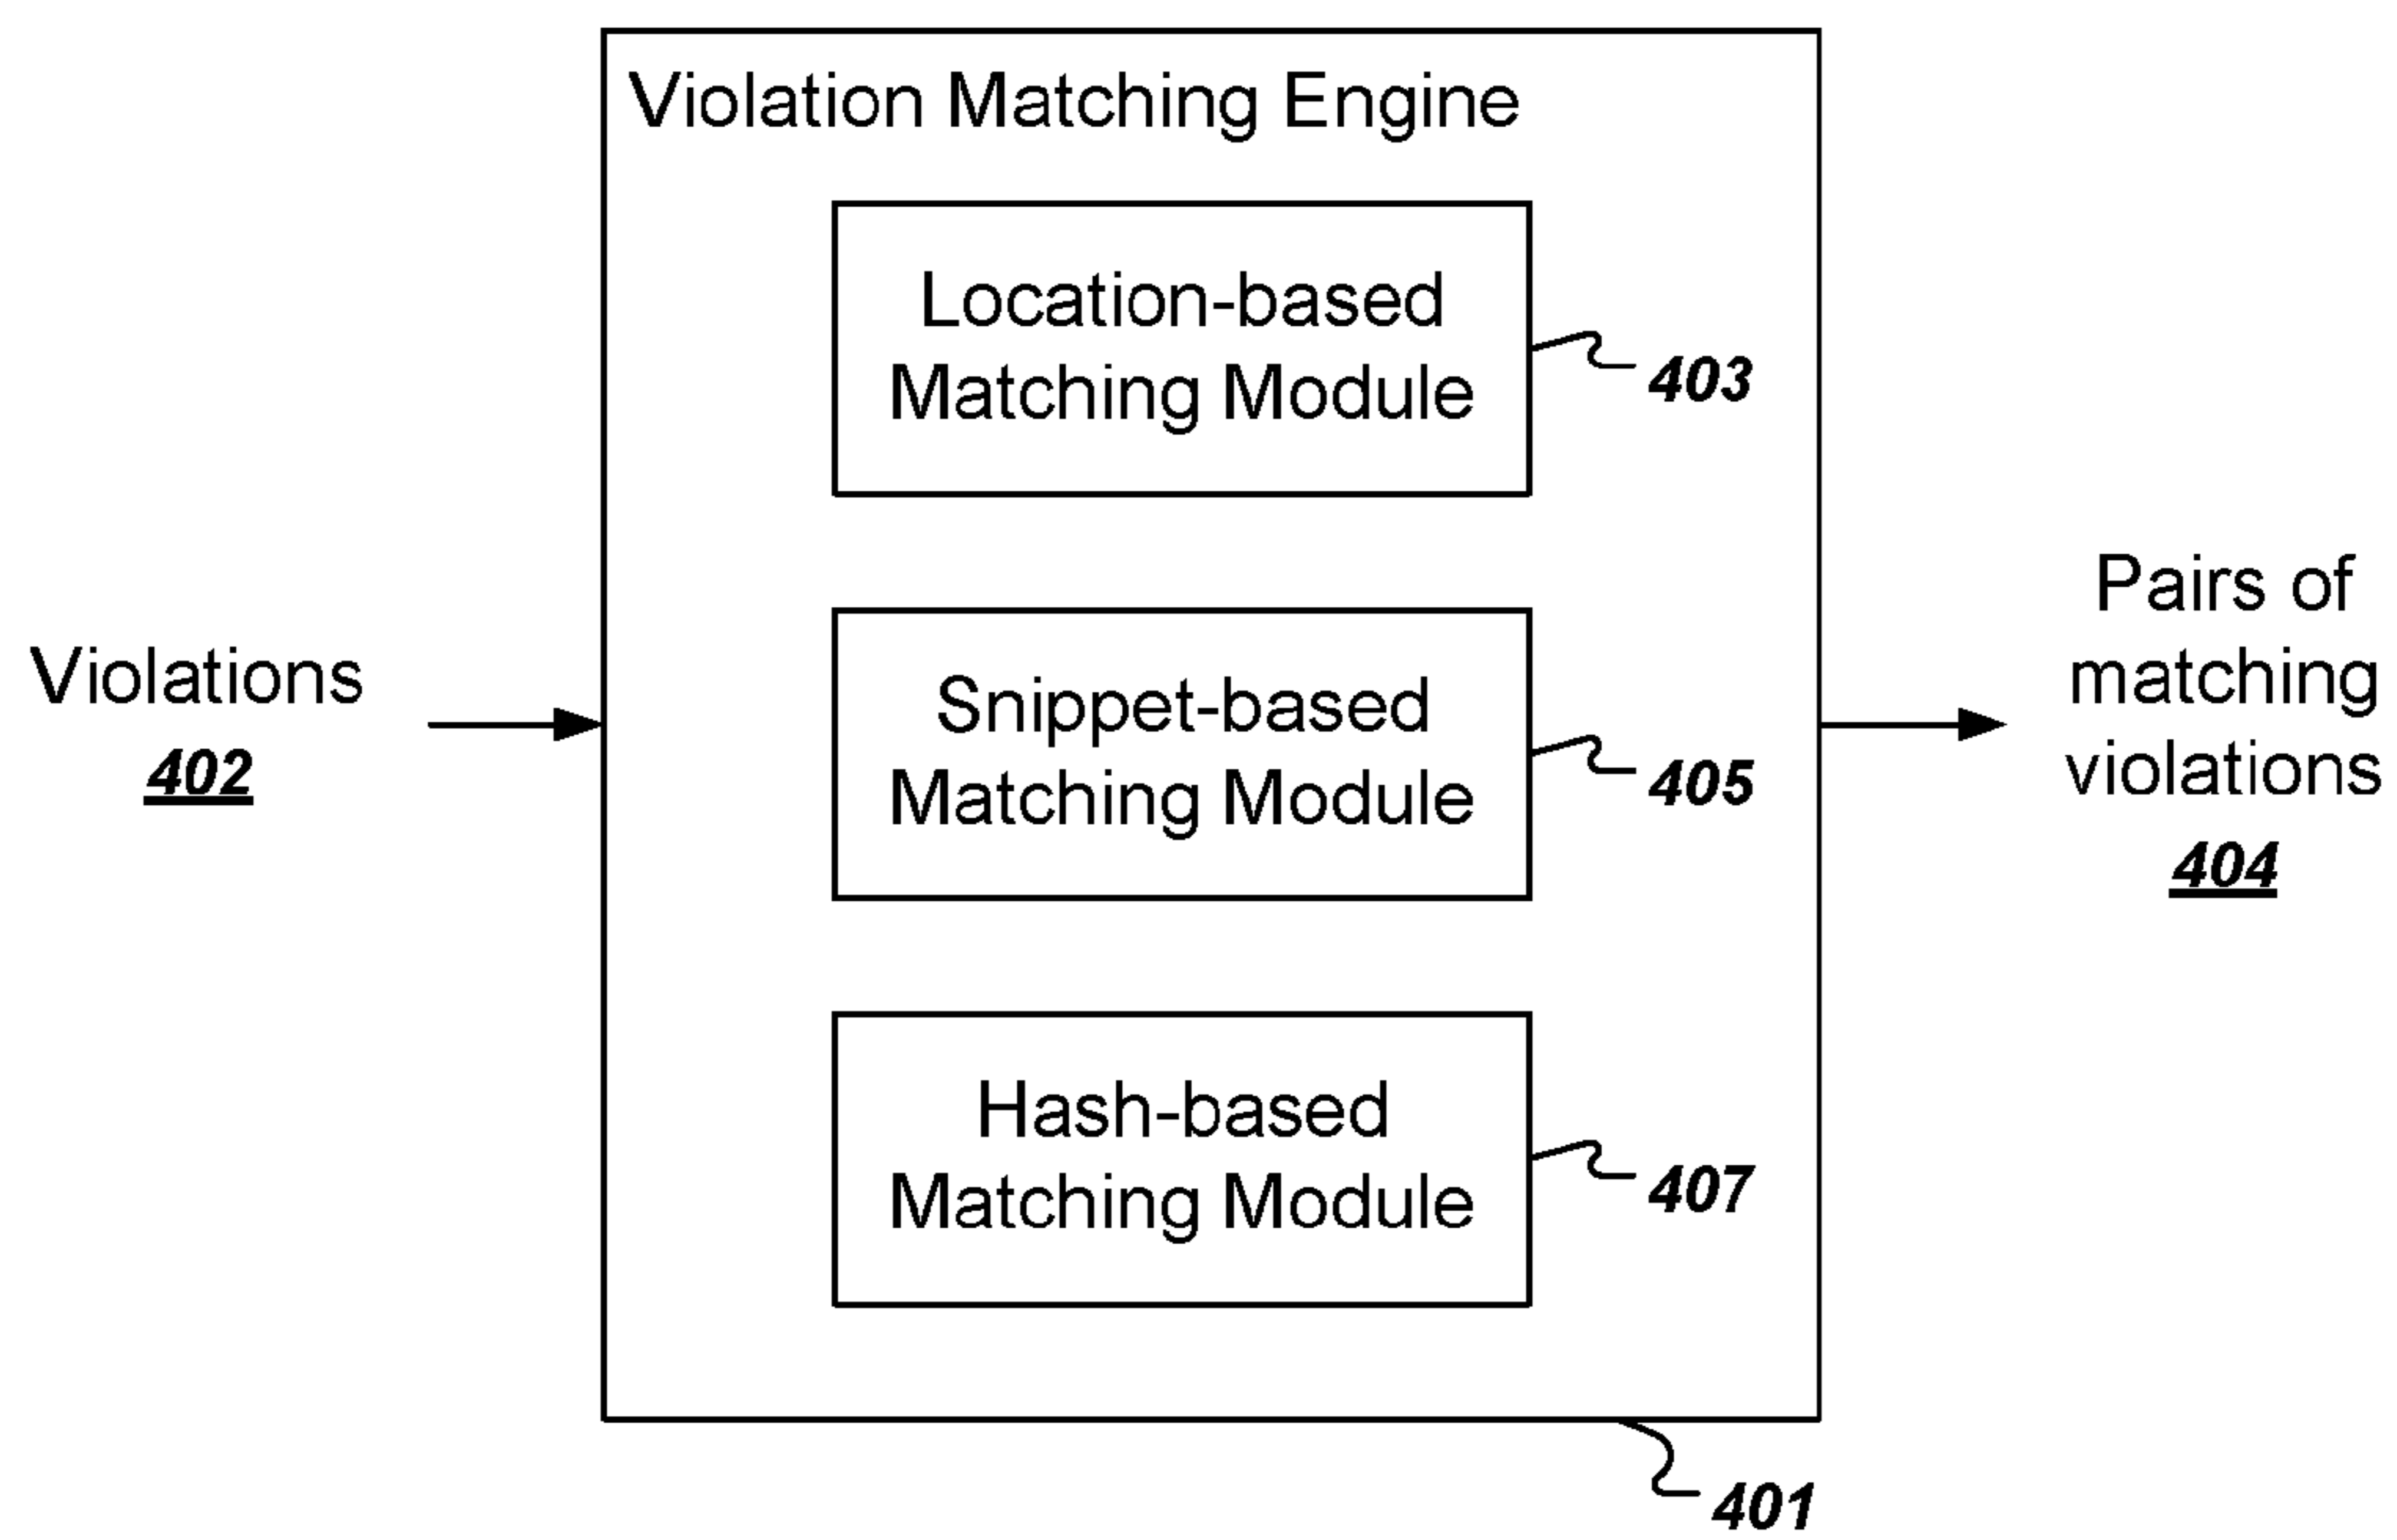 Violation Matching Engine
Location-based
Matching Module
403
Violations
402
Snippet-based
Matching Module
405
Pairs of
matching
violations
404
Hash-based
Matching Module
407
401